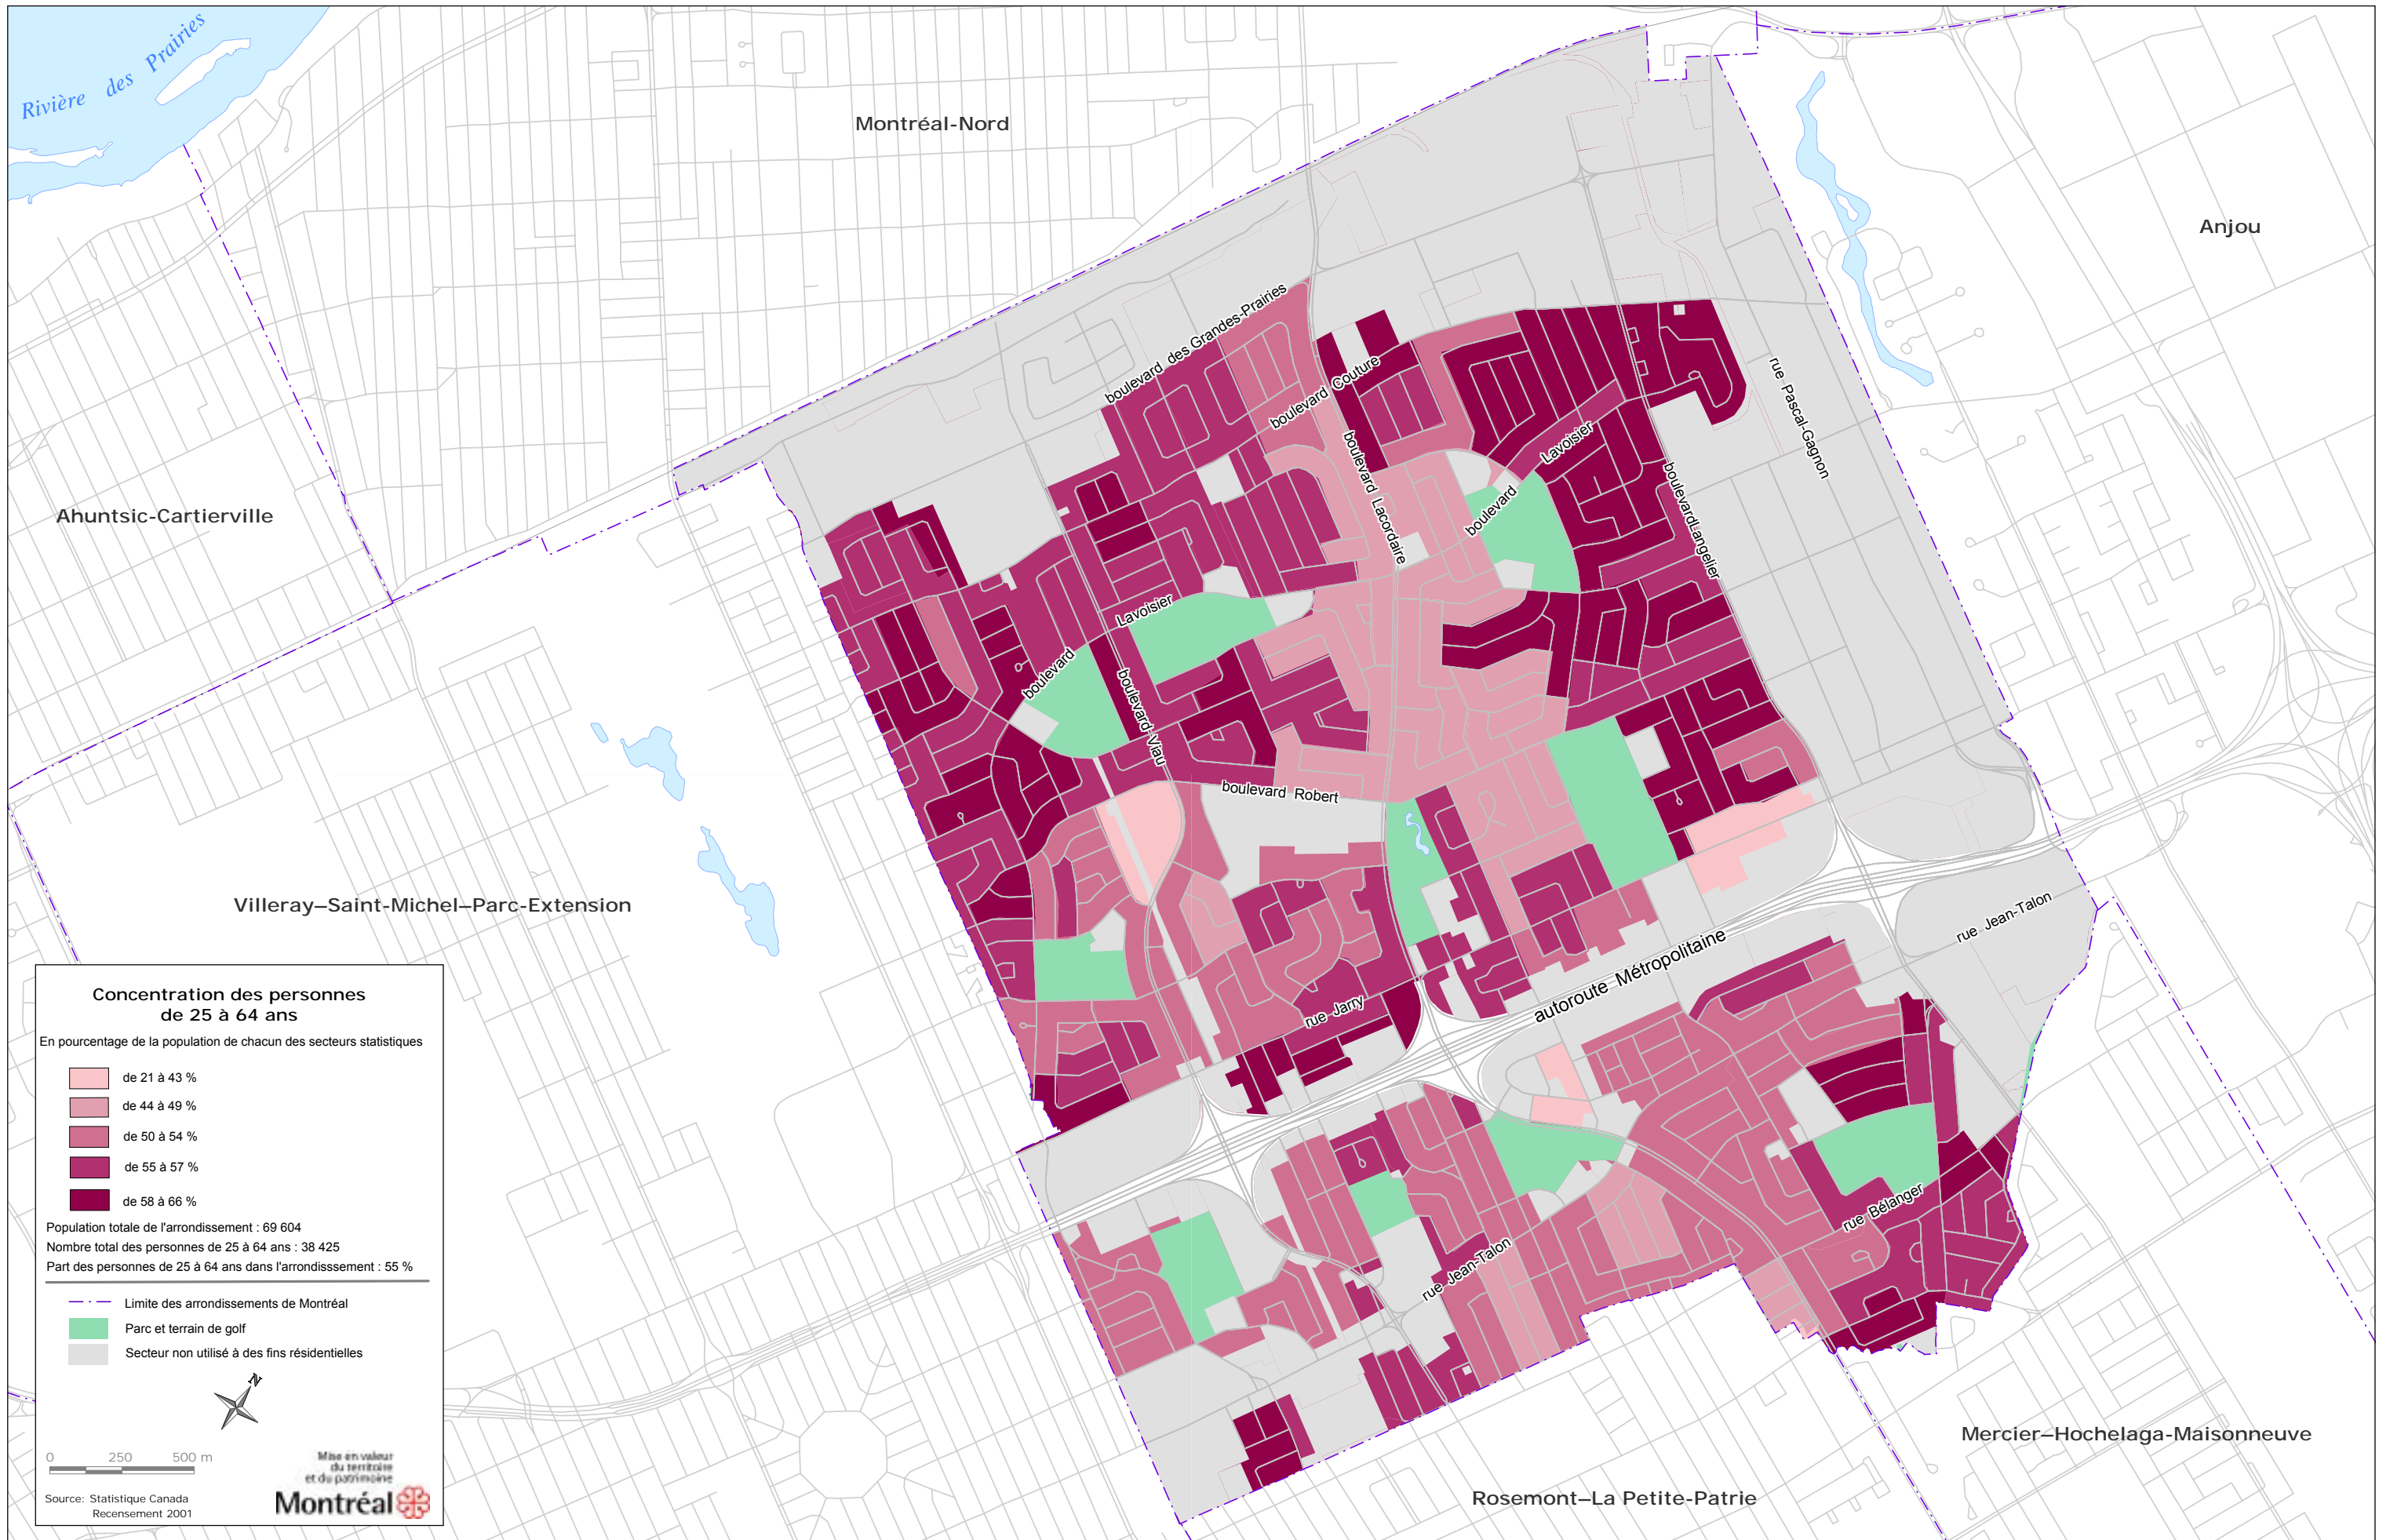 Rivière des Prairies
Montréal-Nord
Anjou
Ahuntsic-Cartierville
Villeray–Saint-Michel–Parc-Extension
Mercier–Hochelaga-Maisonneuve
Rosemont–La Petite-Patrie
boulevard des Grandes-Prairies
boulevard Couture
boulevard Lacordaire
boulevard Lavoisier
boulevard Langelier
rue Pascal-Gagnon
boulevard Lavoisier
boulevard Viau
boulevard Robert
rue Jarry
autoroute Métropolitaine
rue Jean-Talon
rue Jean-Talon
rue Bélanger
Concentration des personnes
de 25 à 64 ans
En pourcentage de la population de chacun des secteurs statistiques
de 21 à 43 %
de 44 à 49 %
de 50 à 54 %
de 55 à 57 %
de 58 à 66 %
Population totale de l'arrondissement : 69 604
Nombre total des personnes de 25 à 64 ans : 38 425
Part des personnes de 25 à 64 ans dans l'arrondisssement : 55 %
Limite des arrondissements de Montréal
Parc et terrain de golf
Secteur non utilisé à des fins résidentielles
N
0 250 500 m
Source: Statistique Canada
Recensement 2001
Mise en valeur
du territoire
et du patrimoine
Montréal